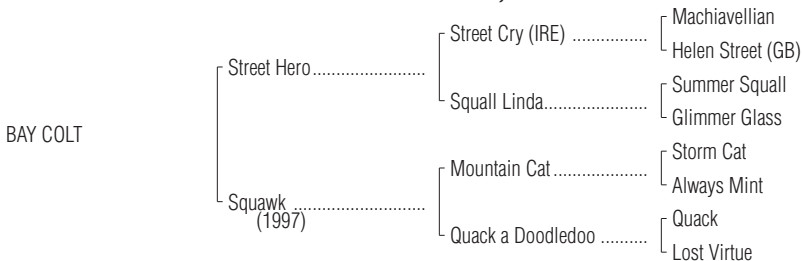 Machiavellian
Street Cry (IRE) ................
Helen Street (GB)
Street Hero........................
Summer Squall
Squall Linda.....................
Glimmer Glass
BAY COLT
Storm Cat
Mountain Cat...................
Always Mint
Squawk ...........................
(1997)
Quack
Quack a Doodledoo ..........
Lost Virtue